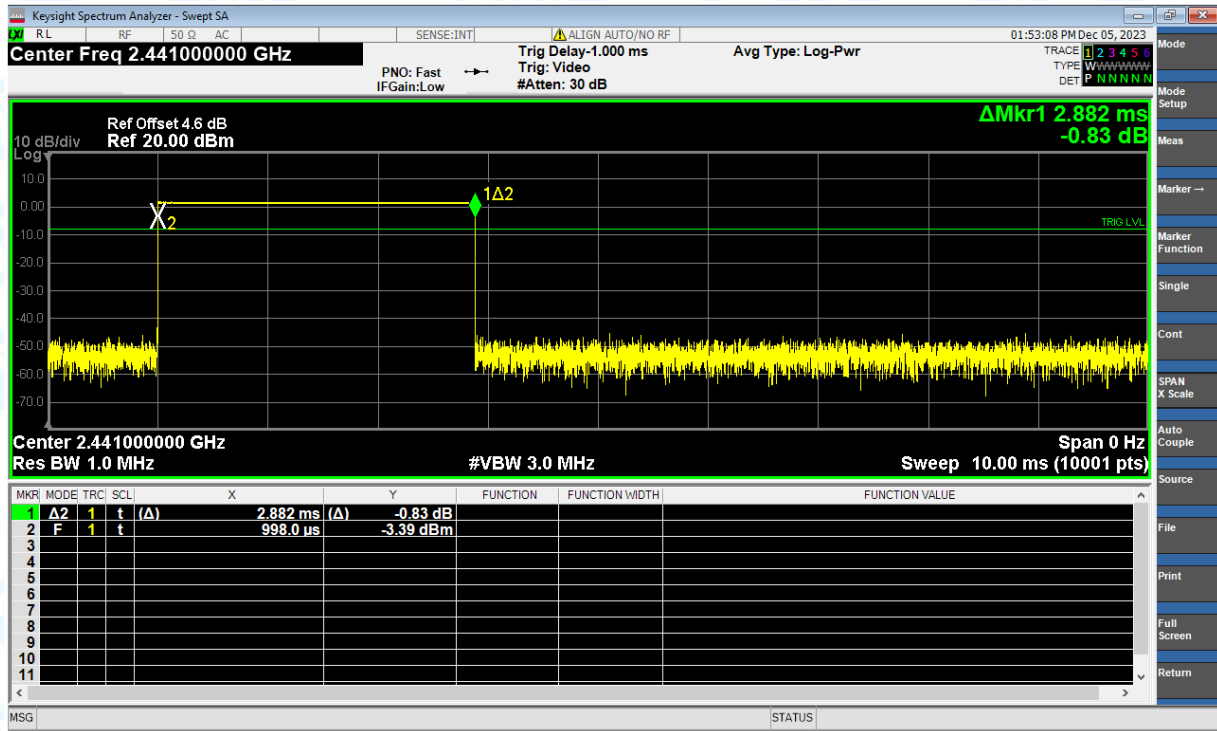 Keysight Spectrum Analyzer - Swept SA
LXI RL RF 50 Ω AC SENSE:INT ALIGN AUTO/NO RF 01:53:08 PM Dec 05, 2023
Center Freq 2.441000000 GHz
PNO: Fast
IFGain:Low
Trig Delay-1.000 ms
Trig: Video
#Atten: 30 dB
Avg Type: Log-Pwr
TRACE 1 2 3 4 5 6
TYPE WWWWWW
DET P N N N N N
ΔMkr1 2.882 ms
-0.83 dB
Ref Offset 4.6 dB
10 dB/div Ref 20.00 dBm
Log
10.0
0.00
-10.0
-20.0
-30.0
-40.0
-50.0
-60.0
-70.0
1Δ2
X2
TRIG LVL
Center 2.441000000 GHz Span 0 Hz
Res BW 1.0 MHz #VBW 3.0 MHz Sweep 10.00 ms (10001 pts)
MKR MODE TRC SCL X Y FUNCTION FUNCTION WIDTH FUNCTION VALUE
1 Δ2 1 t (Δ) 2.882 ms (Δ) -0.83 dB
2 F 1 t 998.0 µs -3.39 dBm
3
4
5
6
7
8
9
10
11
MSG STATUS
Mode
Mode
Setup
Meas
Marker →
Marker
Function
Single
Cont
SPAN
X Scale
Auto
Couple
Source
File
Print
Full
Screen
Return